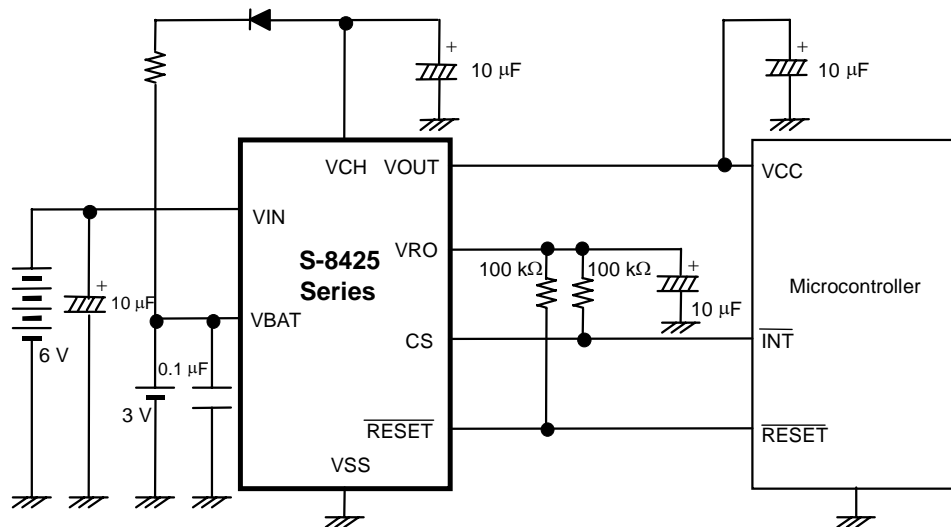 +
10 μF
+
10 μF
VCH
VOUT
VCC
VIN
VRO
S-8425
Series
100 kΩ
100 kΩ
+
10 μF
+
10 μF
Microcontroller
VBAT
CS
INT
6 V
0.1 μF
3 V
RESET
RESET
VSS